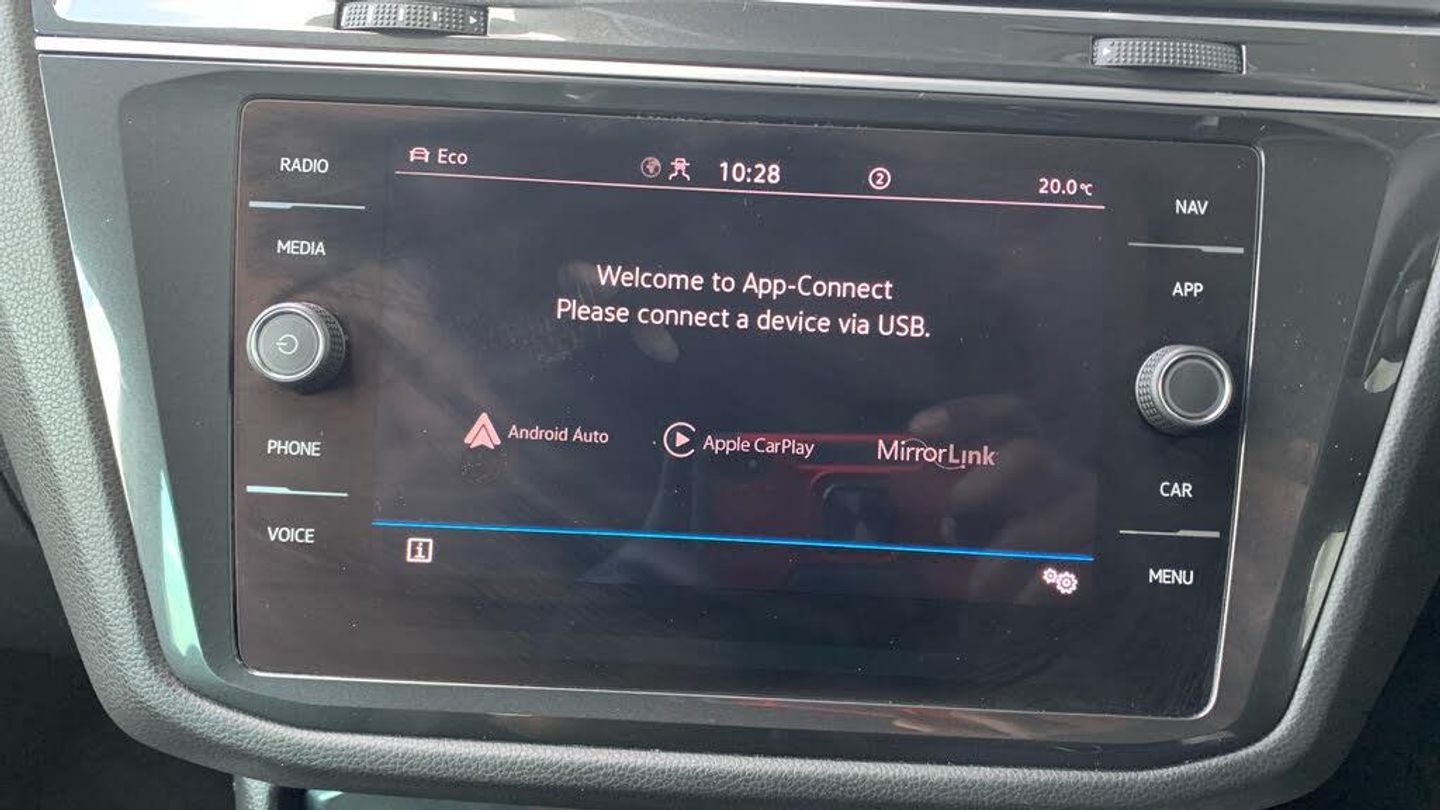 RADIO
MEDIA
PHONE
VOICE
Eco
10:28
2
20.0°C
Welcome to App-Connect
Please connect a device via USB.
Android Auto
Apple CarPlay
MirrorLink
i
NAV
APP
CAR
MENU